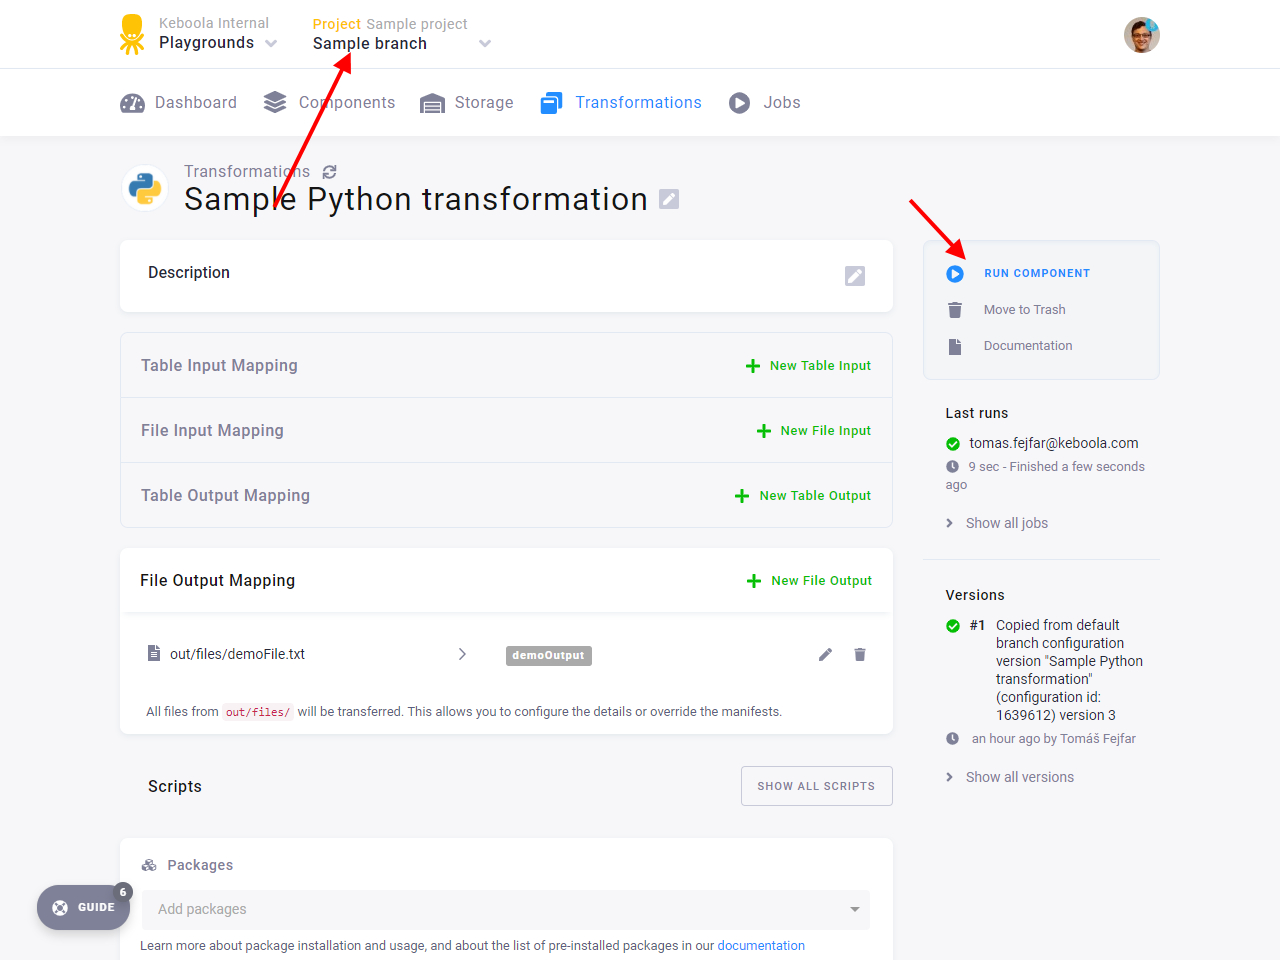 Keboola Internal
Playgrounds
Project Sample project
Sample branch
Dashboard
Components
Storage
Transformations
Jobs
Transformations
Sample Python transformation
Description
Table Input Mapping
New Table Input
File Input Mapping
New File Input
Table Output Mapping
New Table Output
File Output Mapping
New File Output
out/files/demoFile.txt
demoOutput
All files from out/files/ will be transferred. This allows you to configure the details or override the manifests.
Scripts
SHOW ALL SCRIPTS
Packages
Add packages
Learn more about package installation and usage, and about the list of pre-installed packages in our documentation
6
GUIDE
RUN COMPONENT
Move to Trash
Documentation
Last runs
tomas.fejfar@keboola.com
9 sec - Finished a few seconds
ago
Show all jobs
Versions
#1 Copied from default
branch configuration
version "Sample Python
transformation"
(configuration id:
1639612) version 3
an hour ago by Tomáš Fejfar
Show all versions